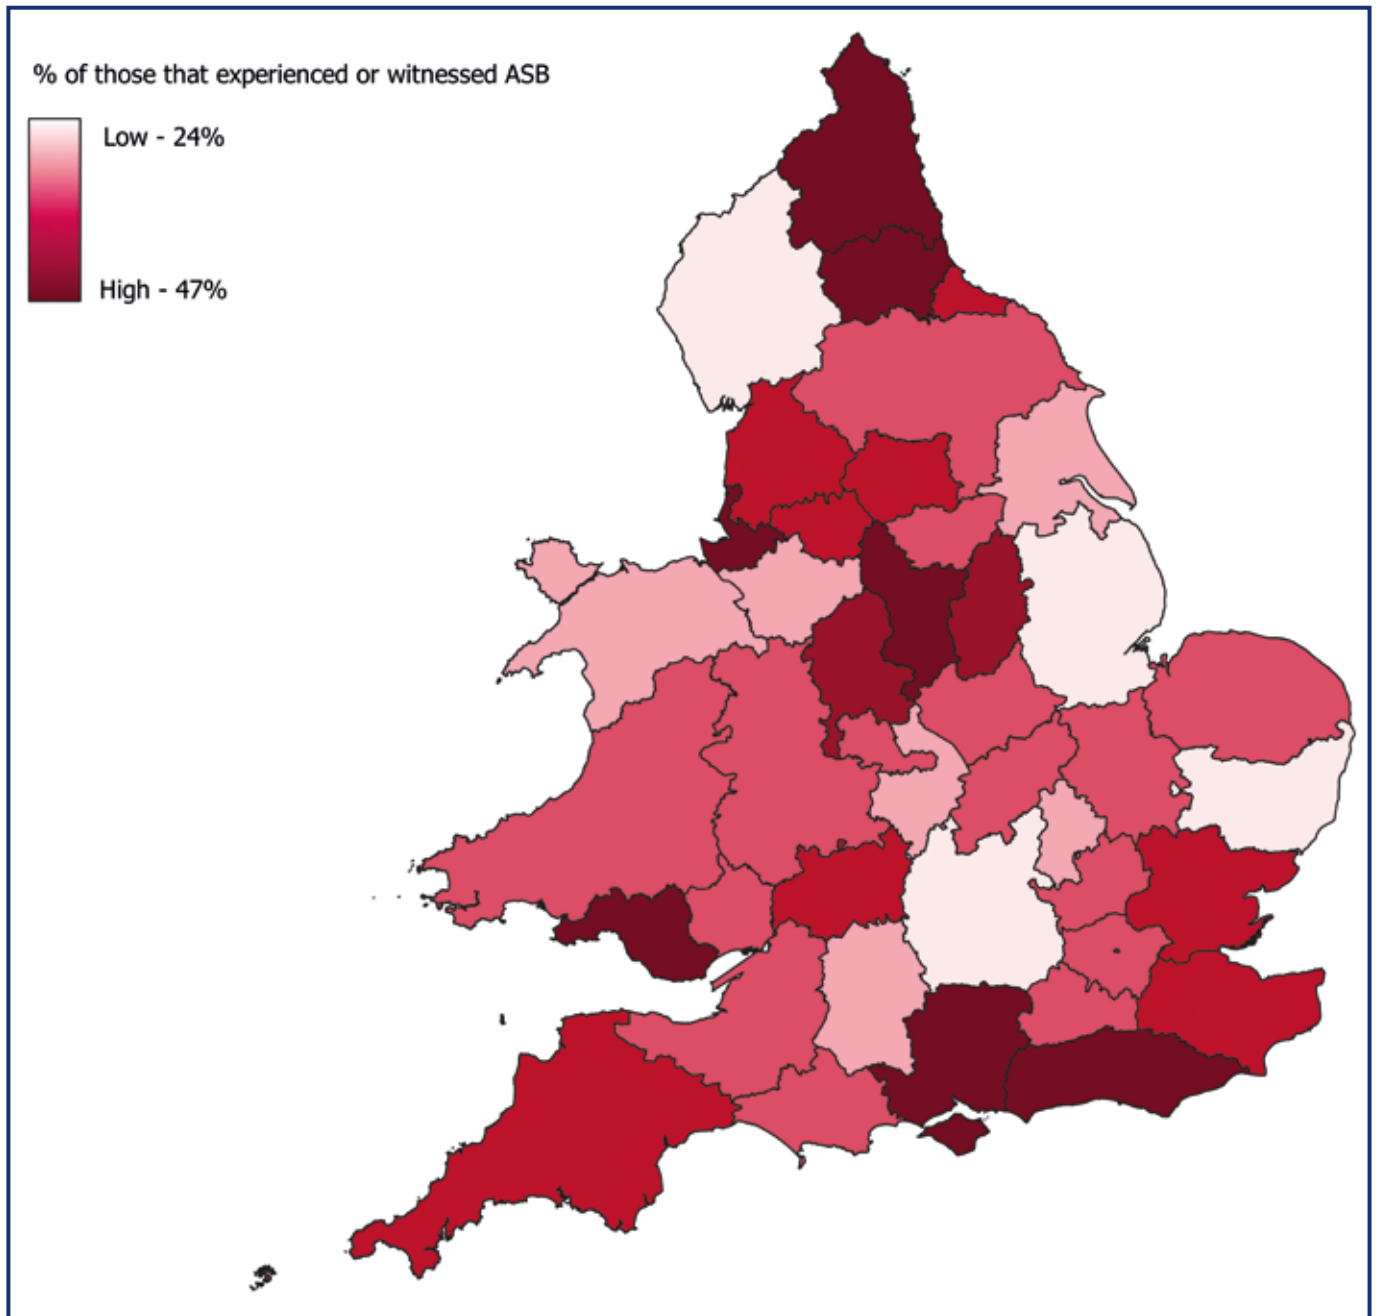 % of those that experienced or witnessed ASB
Low - 24%
High - 47%